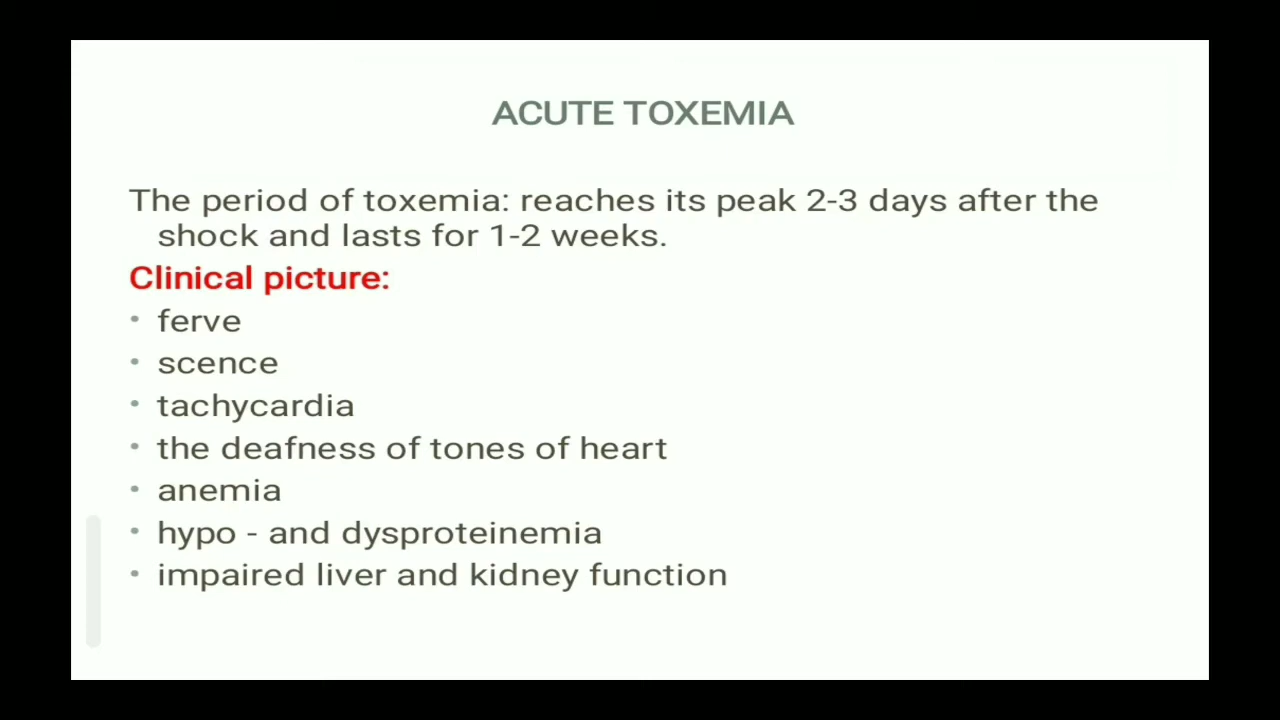 ACUTE TOXEMIA
The period of toxemia: reaches its peak 2-3 days after the
shock and lasts for 1-2 weeks.
Clinical picture:
• ferve
• scence
• tachycardia
• the deafness of tones of heart
• anemia
• hypo - and dysproteinemia
• impaired liver and kidney function